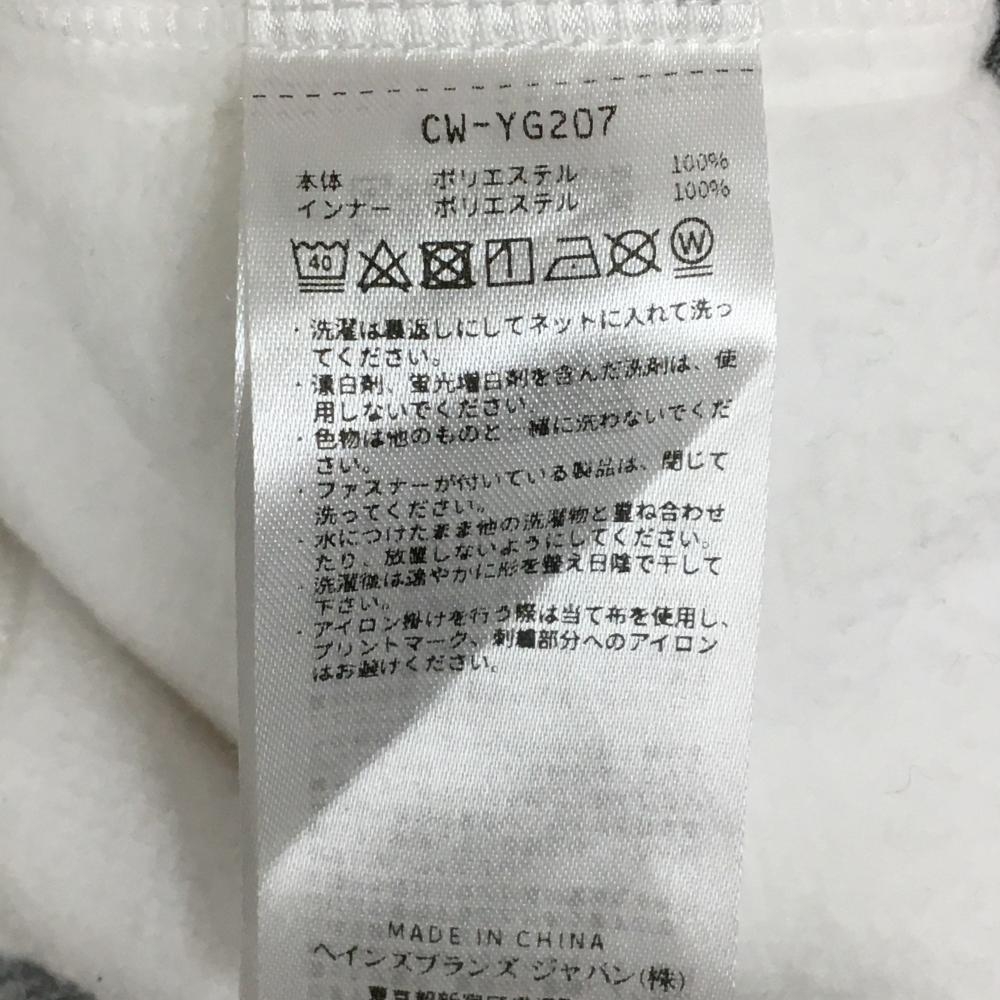 CW-YG207
本体 ポリエステル 100%
インナー ポリエステル 100%
40 W
・洗濯は裏返しにしてネットに入れて洗っ
てください。
・漂白剤、蛍光増白剤を含んだ洗剤は、使
用しないでください。
・色物は他のものと一緒に洗わないでくだ
さい。
・ファスナーが付いている製品は、閉じて
洗ってください。
・水につけたまま他の洗濯物と重ね合わせ
たり、放置しないようにしてください。
・洗濯後は速やかに形を整え日陰で干して
下さい。
・アイロン掛けを行う際は当て布を使用し、
プリントマーク、刺繍部分へのアイロン
はお避けください。
MADE IN CHINA
ヘインズブランズ ジャパン(株)